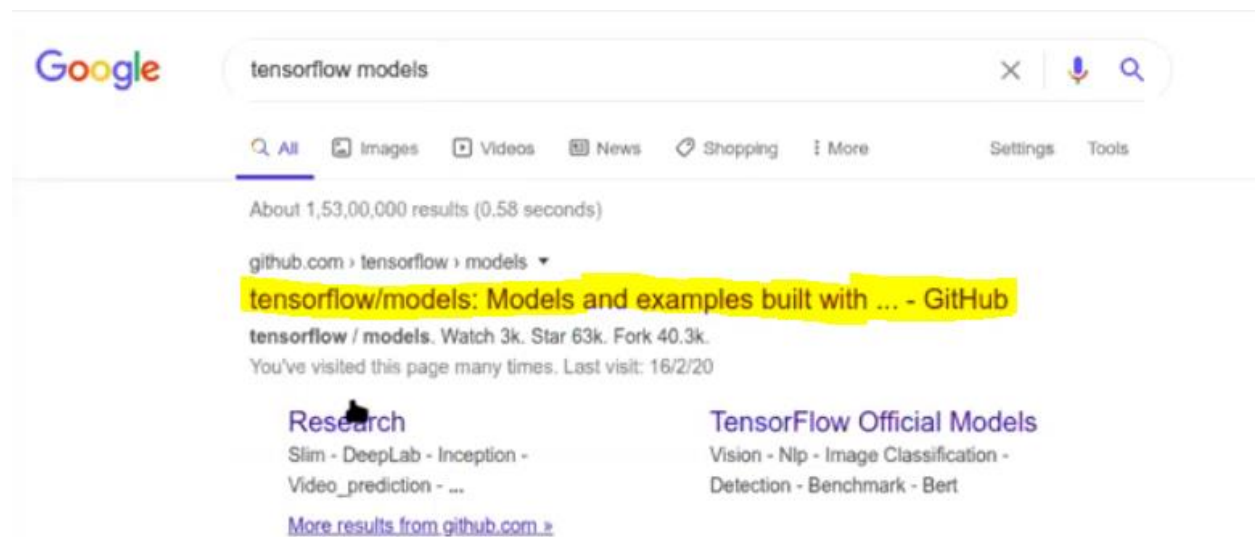 Google
tensorflow models
All Images Videos News Shopping More Settings Tools
About 1,53,00,000 results (0.58 seconds)
github.com › tensorflow › models
tensorflow/models: Models and examples built with ... - GitHub
tensorflow / models. Watch 3k. Star 63k. Fork 40.3k.
You've visited this page many times. Last visit: 16/2/20
Research
Slim - DeepLab - Inception -
Video_prediction - ...
More results from github.com »
TensorFlow Official Models
Vision - Nlp - Image Classification -
Detection - Benchmark - Bert